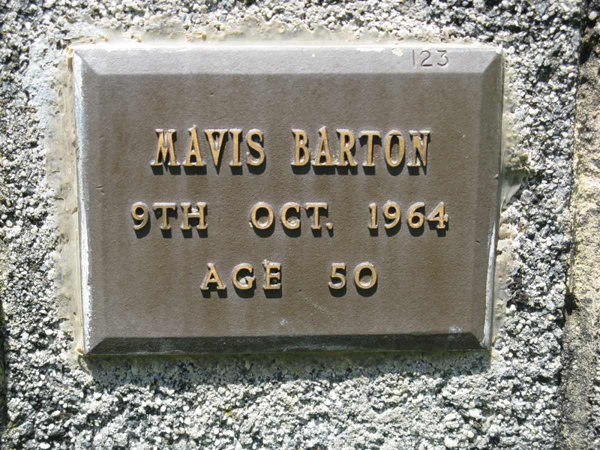 123
MAVIS BARTON
9TH OCT. 1964
AGE 50